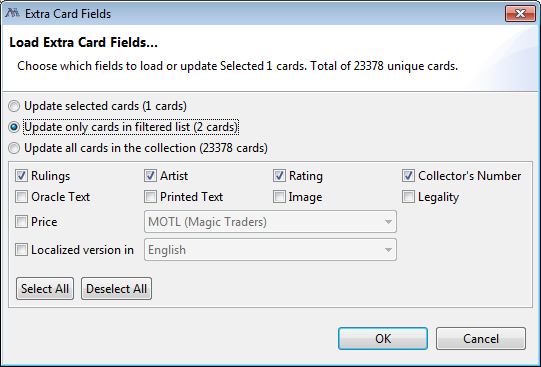 Extra Card Fields
Load Extra Card Fields...
Choose which fields to load or update Selected 1 cards. Total of 23378 unique cards.
Update selected cards (1 cards)
Update only cards in filtered list (2 cards)
Update all cards in the collection (23378 cards)
Rulings Artist Rating Collector's Number
Oracle Text Printed Text Image Legality
Price MOTL (Magic Traders)
Localized version in English
Select All Deselect All
OK Cancel